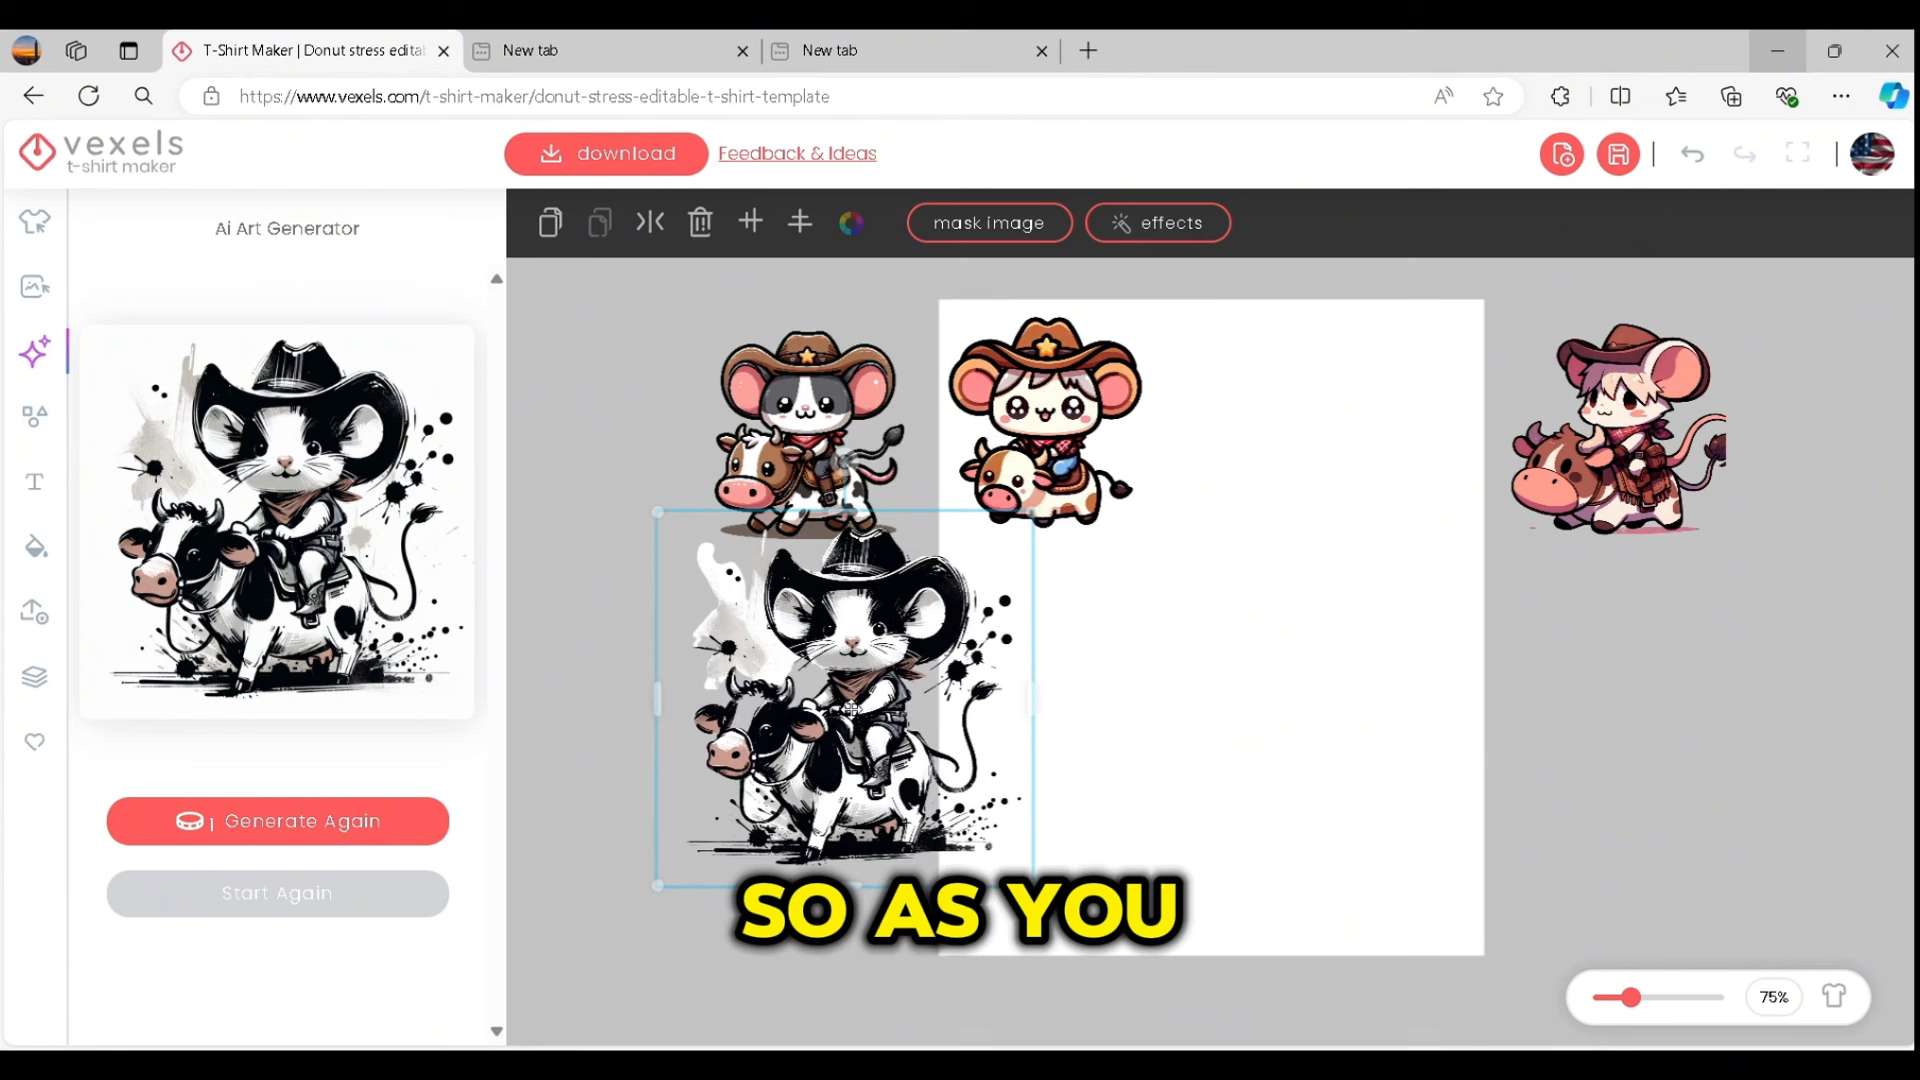 T-Shirt Maker | Donut stress edita
New tab
New tab
https://www.vexels.com/t-shirt-maker/donut-stress-editable-t-shirt-template
vexels
t-shirt maker
download
Feedback & Ideas
Ai Art Generator
mask image
effects
1 Generate Again
Start Again
SO AS YOU
75%